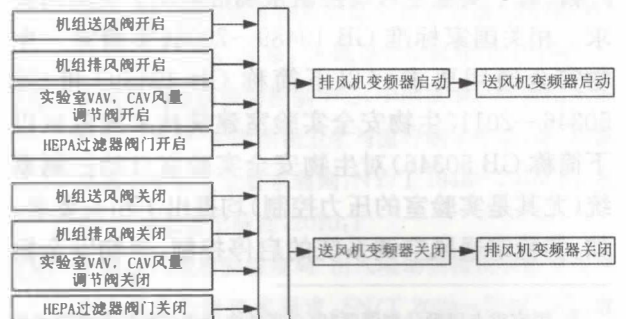 机组送风阀开启
机组排风阀开启
实验室VAV，CAV风量
调节阀开启
HEPA过滤器阀门开启
排风机变频器启动
送风机变频器启动
机组送风阀关闭
机组排风阀关闭
实验室VAV，CAV风量
调节阀关闭
HEPA过滤器阀门关闭
送风机变频器关闭
排风机变频器关闭